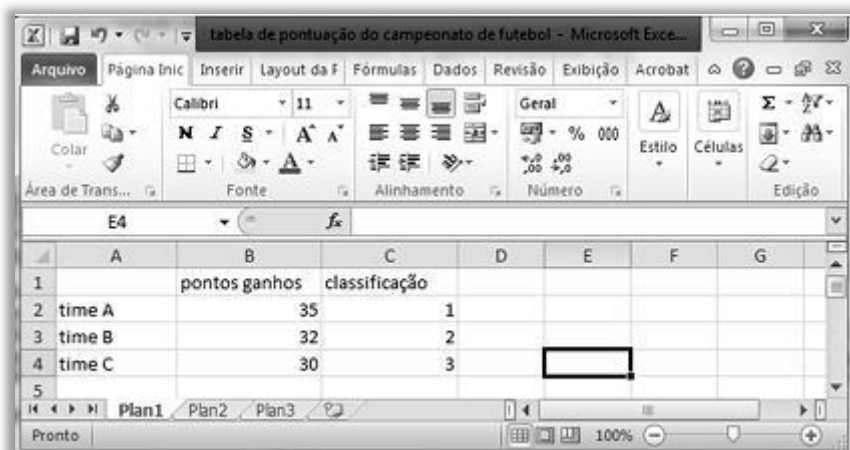 tabela de pontuação do campeonato de futebol - Microsoft Exce...
Arquivo Página Inic Inserir Layout da F Fórmulas Dados Revisão Exibição Acrobat
Colar
Calibri 11
N I S A A
Geral
% 000
Estilo
Células
Σ
Área de Trans... Fonte Alinhamento Número Edição
E4 fx
A B C D E F G
1 pontos ganhos classificação
2 time A 35 1
3 time B 32 2
4 time C 30 3
5
Plan1 Plan2 Plan3
Pronto 100%